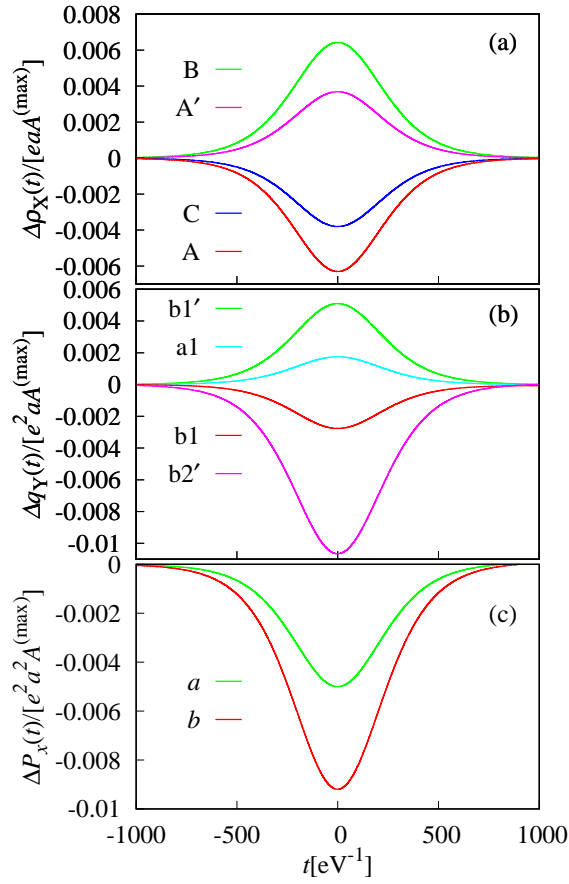 0.008
0.006
0.004
0.002
0
-0.002
-0.004
-0.006
Δρ_X(t)/[eaA^(max)]
(a)
B
A′
C
A
0.006
0.004
0.002
0
-0.002
-0.004
-0.006
-0.008
-0.01
Δq_Y(t)/[e^2aA^(max)]
(b)
b1′
a1
b1
b2′
0
-0.002
-0.004
-0.006
-0.008
-0.01
ΔP_x(t)/[e^2a^2A^(max)]
(c)
a
b
-1000 -500 0 500 1000
t[eV^-1]